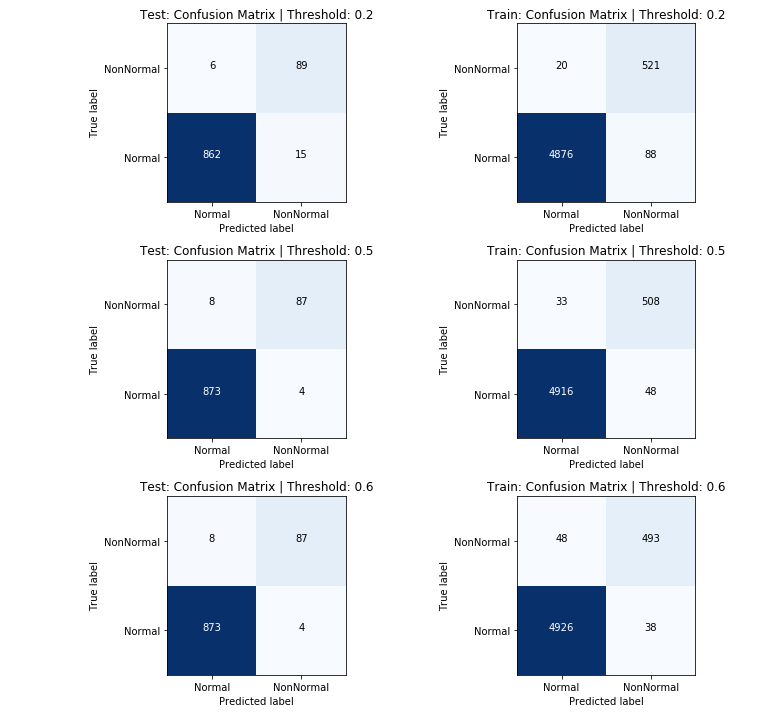 Test: Confusion Matrix | Threshold: 0.2
NonNormal
6
89
True label
Normal
862
15
Normal
NonNormal
Predicted label
Train: Confusion Matrix | Threshold: 0.2
NonNormal
20
521
True label
Normal
4876
88
Normal
NonNormal
Predicted label
Test: Confusion Matrix | Threshold: 0.5
NonNormal
8
87
True label
Normal
873
4
Normal
NonNormal
Predicted label
Train: Confusion Matrix | Threshold: 0.5
NonNormal
33
508
True label
Normal
4916
48
Normal
NonNormal
Predicted label
Test: Confusion Matrix | Threshold: 0.6
NonNormal
8
87
True label
Normal
873
4
Normal
NonNormal
Predicted label
Train: Confusion Matrix | Threshold: 0.6
NonNormal
48
493
True label
Normal
4926
38
Normal
NonNormal
Predicted label